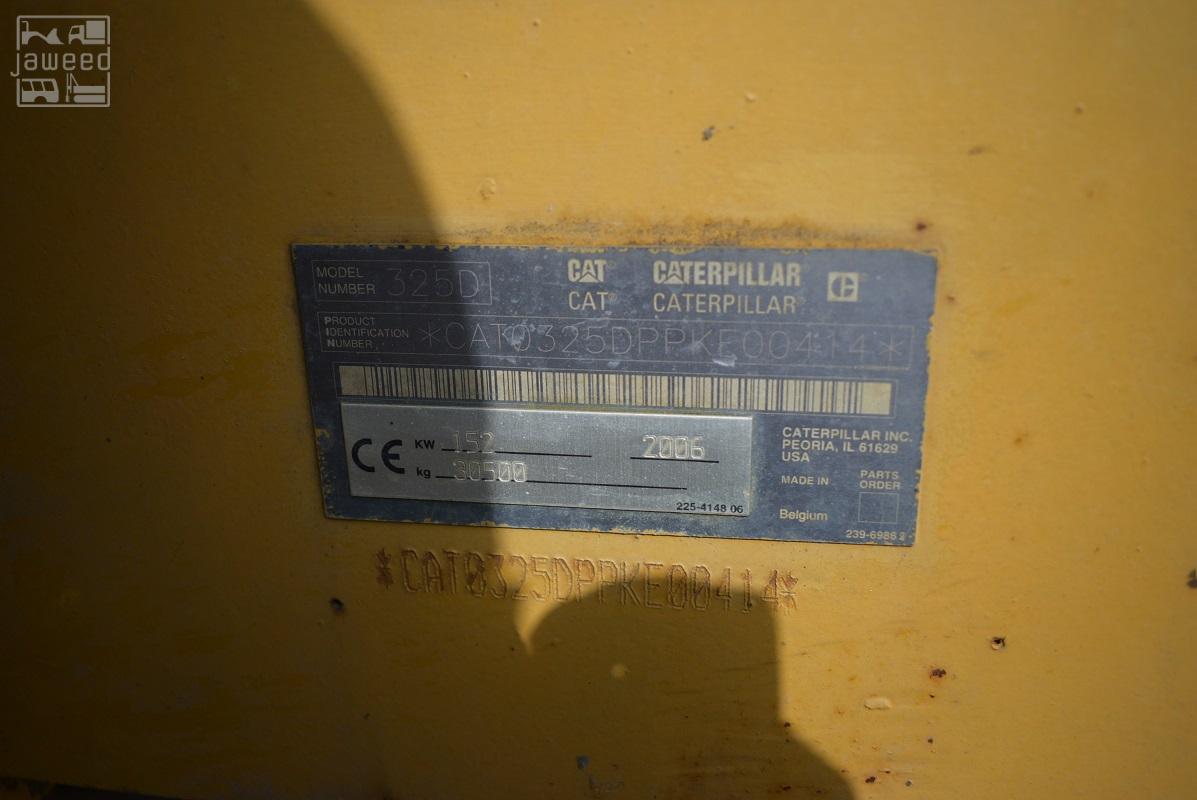 jaweed
MODEL NUMBER 325D
CAT® CATERPILLAR®
CAT® CATERPILLAR®
PRODUCT IDENTIFICATION NUMBER *CAT0325DPPKE00414*
CE KW 152 2006
kg 30500
225-4148 06
CATERPILLAR INC.
PEORIA, IL 61629
USA
MADE IN Belgium
PARTS ORDER
239-6986 2
*CAT0325DPPKE00414*